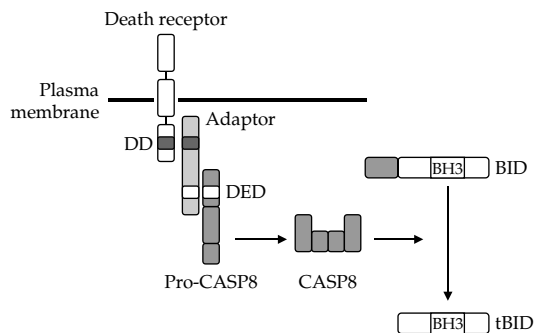 Death receptor
Plasma
membrane
Adaptor
DD
BH3
BID
DED
Pro-CASP8
CASP8
BH3
tBID